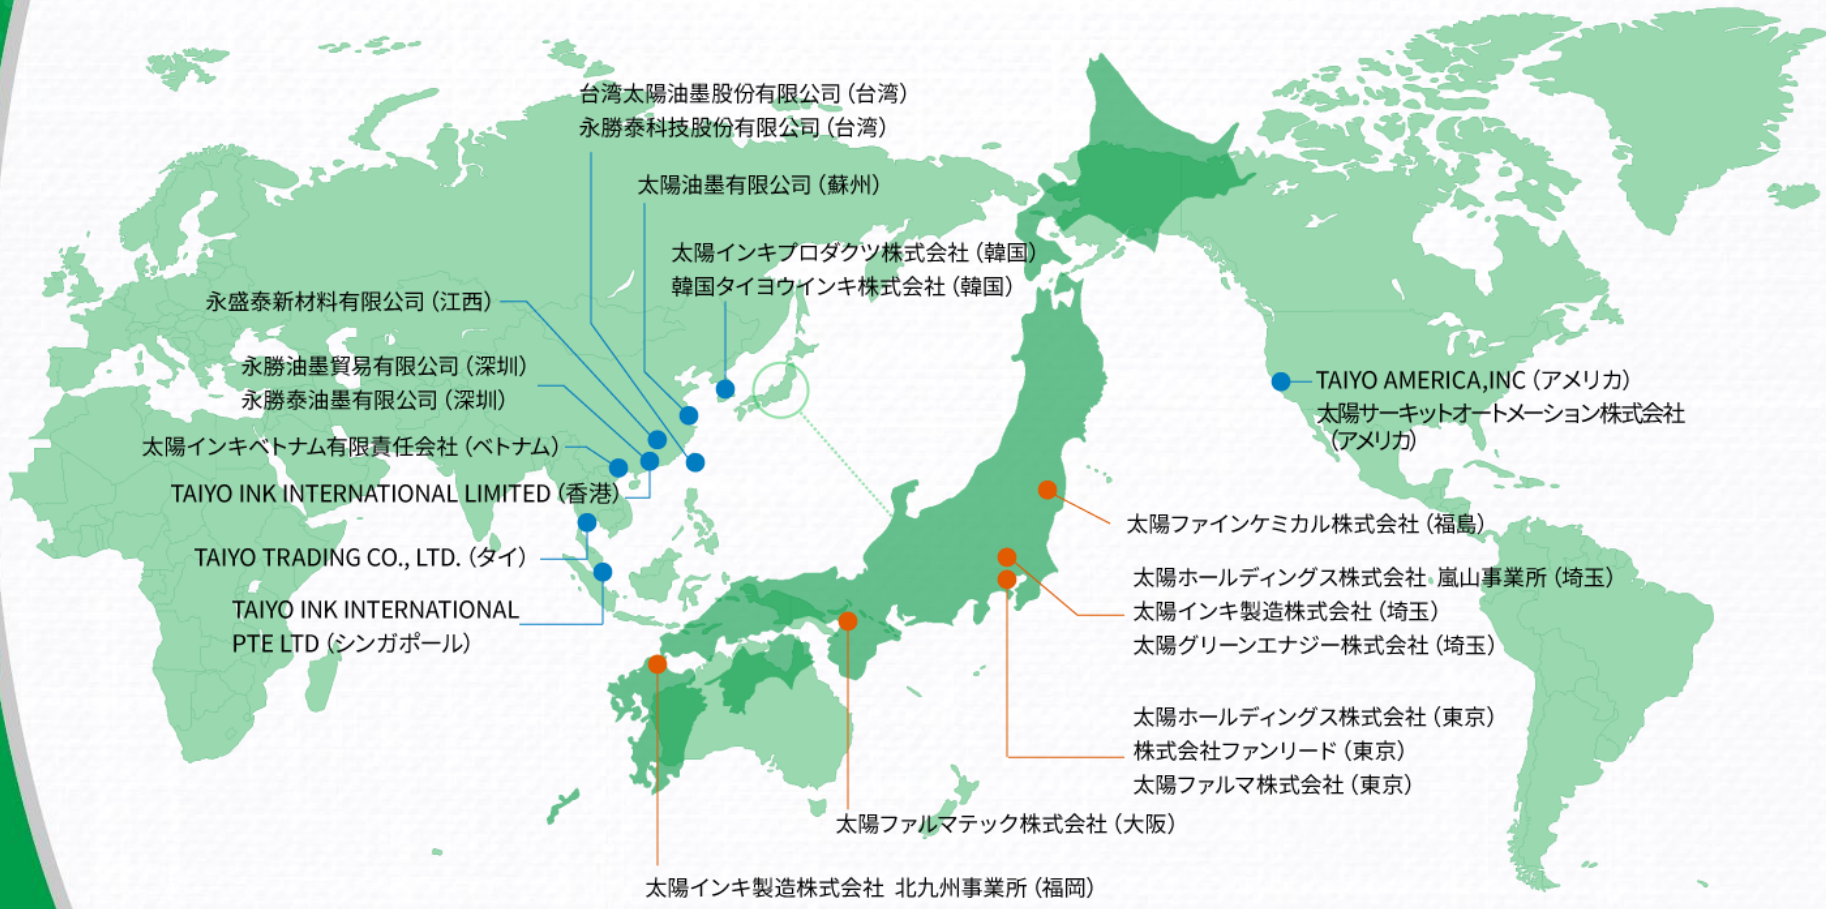 台湾太陽油墨股份有限公司（台湾）
永勝泰科技股份有限公司（台湾）
太陽油墨有限公司（蘇州）
太陽インキプロダクツ株式会社（韓国）
韓国タイヨウインキ株式会社（韓国）
永盛泰新材料有限公司（江西）
永勝油墨貿易有限公司（深圳）
永勝泰油墨有限公司（深圳）
太陽インキベトナム有限責任会社（ベトナム）
TAIYO INK INTERNATIONAL LIMITED（香港）
TAIYO TRADING CO., LTD.（タイ）
TAIYO INK INTERNATIONAL
PTE LTD（シンガポール）
TAIYO AMERICA,INC（アメリカ）
太陽サーキットオートメーション株式会社
（アメリカ）
太陽ファインケミカル株式会社（福島）
太陽ホールディングス株式会社 嵐山事業所（埼玉）
太陽インキ製造株式会社（埼玉）
太陽グリーンエナジー株式会社（埼玉）
太陽ホールディングス株式会社（東京）
株式会社ファンリード（東京）
太陽ファルマ株式会社（東京）
太陽ファルマテック株式会社（大阪）
太陽インキ製造株式会社 北九州事業所（福岡）